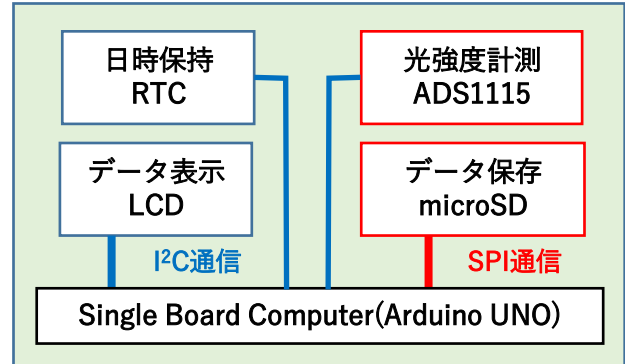 日時保持
RTC
光強度計測
ADS1115
データ表示
LCD
データ保存
microSD
I²C通信
SPI通信
Single Board Computer(Arduino UNO)